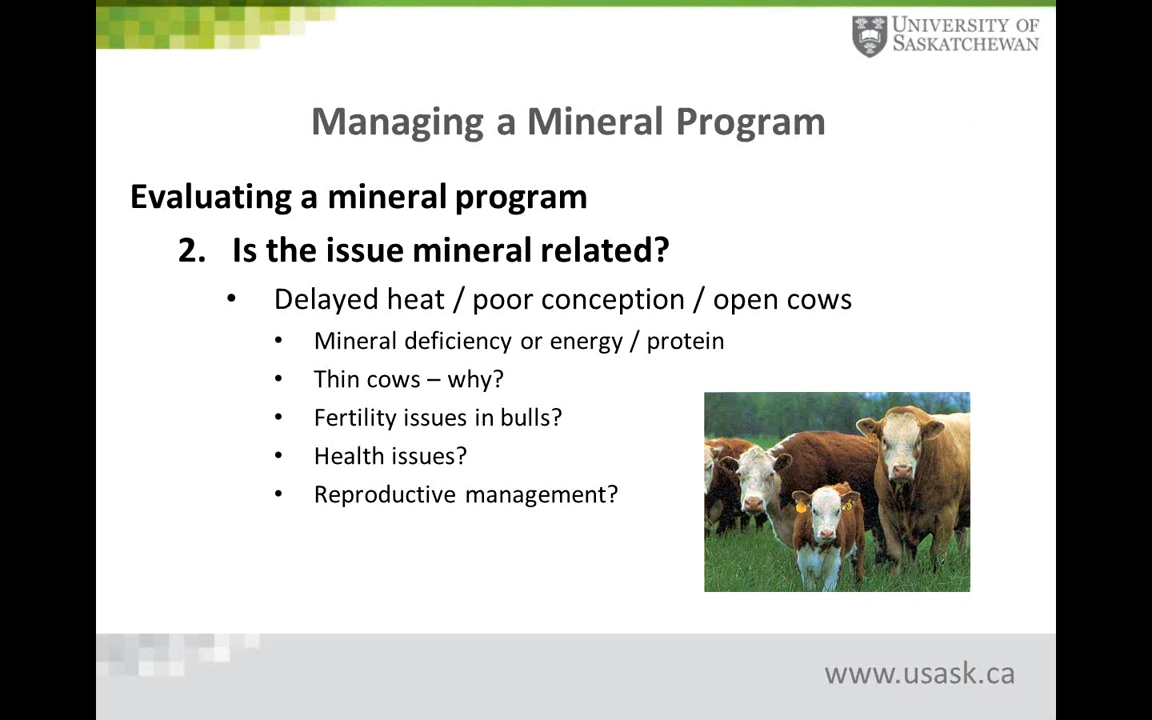 UNIVERSITY OF
SASKATCHEWAN
Managing a Mineral Program
Evaluating a mineral program
2. Is the issue mineral related?
• Delayed heat / poor conception / open cows
• Mineral deficiency or energy / protein
• Thin cows – why?
• Fertility issues in bulls?
• Health issues?
• Reproductive management?
www.usask.ca